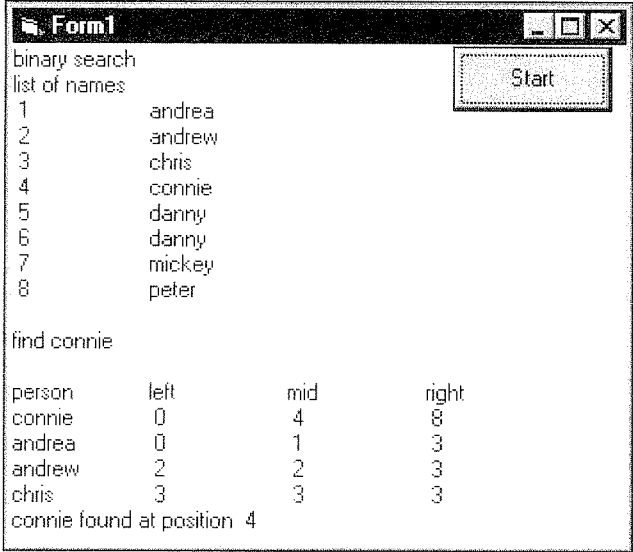 Form1
binary search
Start
list of names
1 andrea
2 andrew
3 chris
4 connie
5 danny
6 danny
7 mickey
8 peter
find connie
person left mid right
connie 0 4 8
andrea 0 1 3
andrew 2 2 3
chris 3 3 3
connie found at position 4